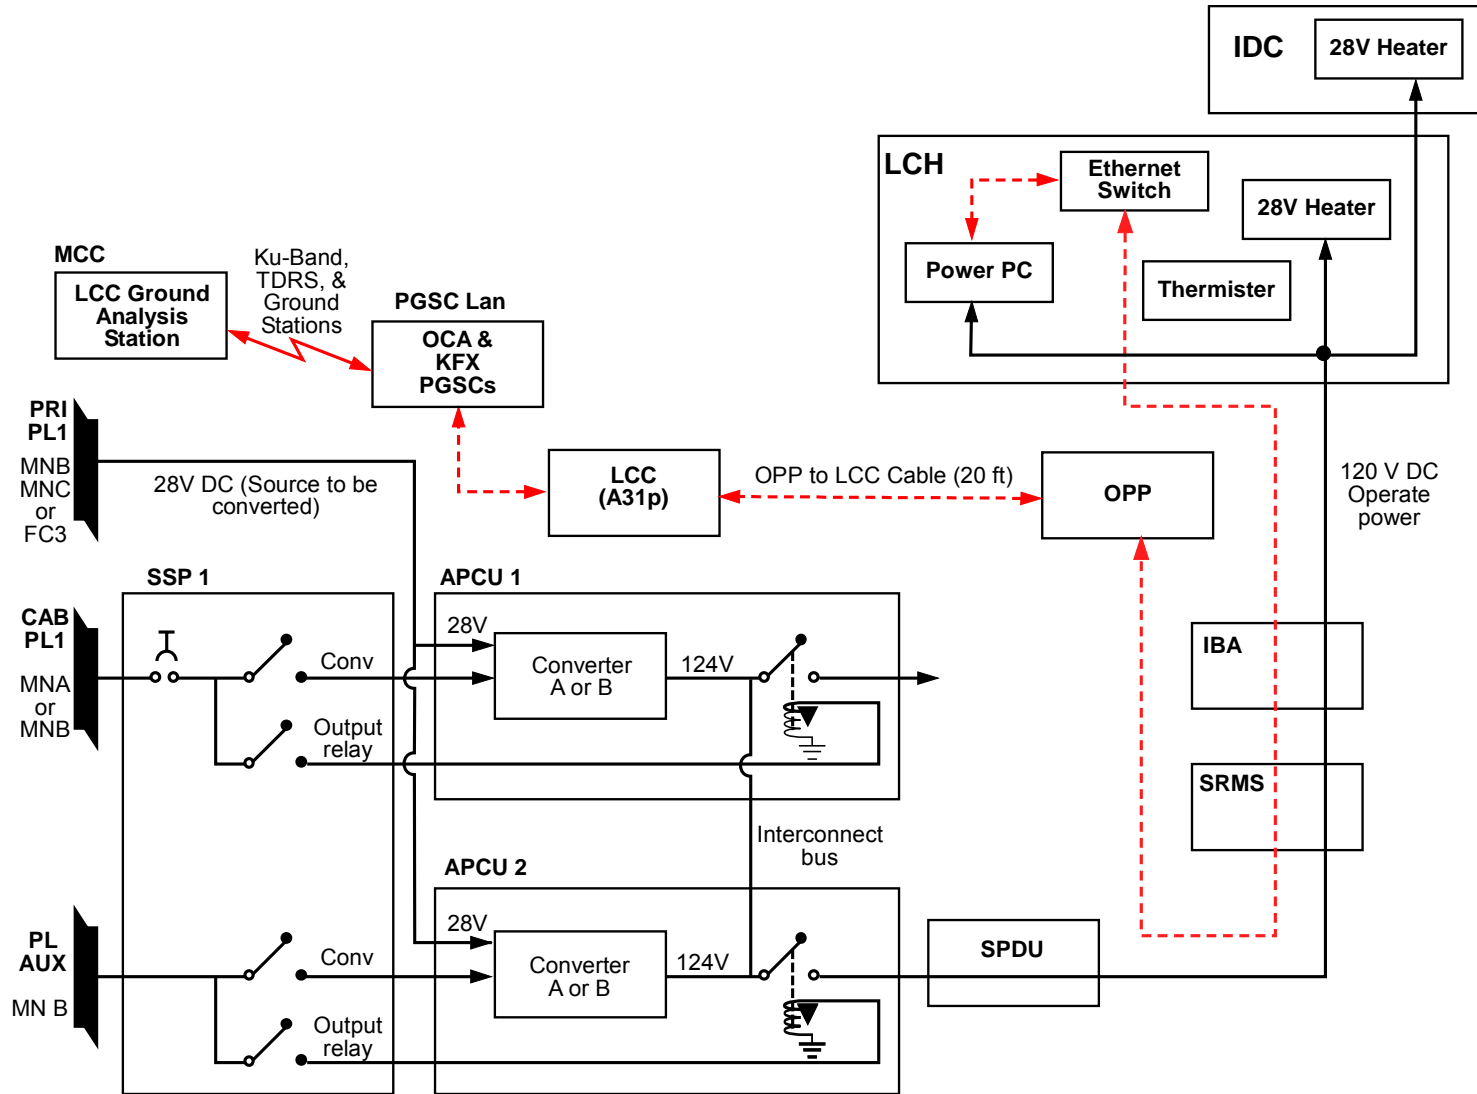 IDC
28V Heater
LCH
Ethernet
Switch
28V Heater
Power PC
Thermister
MCC
LCC Ground
Analysis
Station
Ku-Band,
TDRS, &
Ground
Stations
PGSC Lan
OCA &
KFX
PGSCs
PRI
PL1
MNB
MNC
or
FC3
28V DC (Source to be
converted)
LCC
(A31p)
OPP to LCC Cable (20 ft)
OPP
120 V DC
Operate
power
SSP 1
APCU 1
CAB
PL1
MNA
or
MNB
Conv
Output
relay
28V
Converter
A or B
124V
IBA
SRMS
Interconnect
bus
APCU 2
PL
AUX
MN B
Conv
Output
relay
28V
Converter
A or B
124V
SPDU